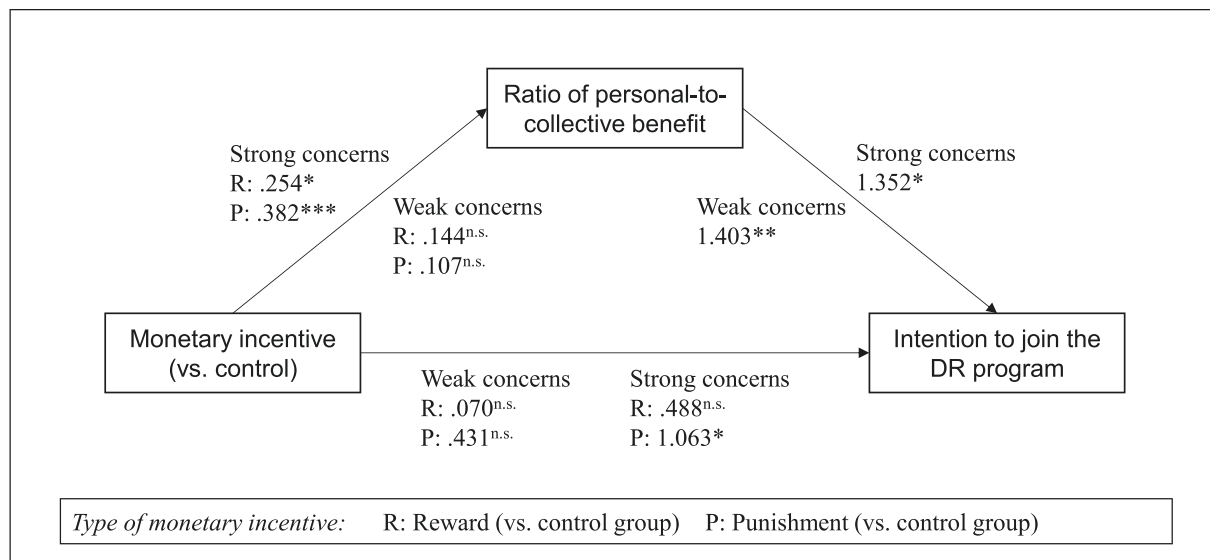 Ratio of personal-to-
collective benefit
Strong concerns
R: .254*
P: .382***
Weak concerns
R: .144n.s.
P: .107n.s.
Strong concerns
1.352*
Weak concerns
1.403**
Monetary incentive
(vs. control)
Intention to join the
DR program
Weak concerns
R: .070n.s.
P: .431n.s.
Strong concerns
R: .488n.s.
P: 1.063*
Type of monetary incentive: R: Reward (vs. control group) P: Punishment (vs. control group)